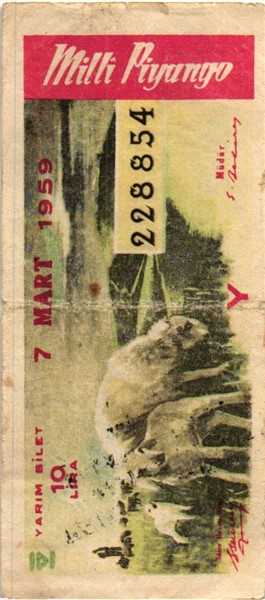 Milli Piyango
228854
7 MART 1959
Müdür
Y
YARIM BİLET
10
LİRA